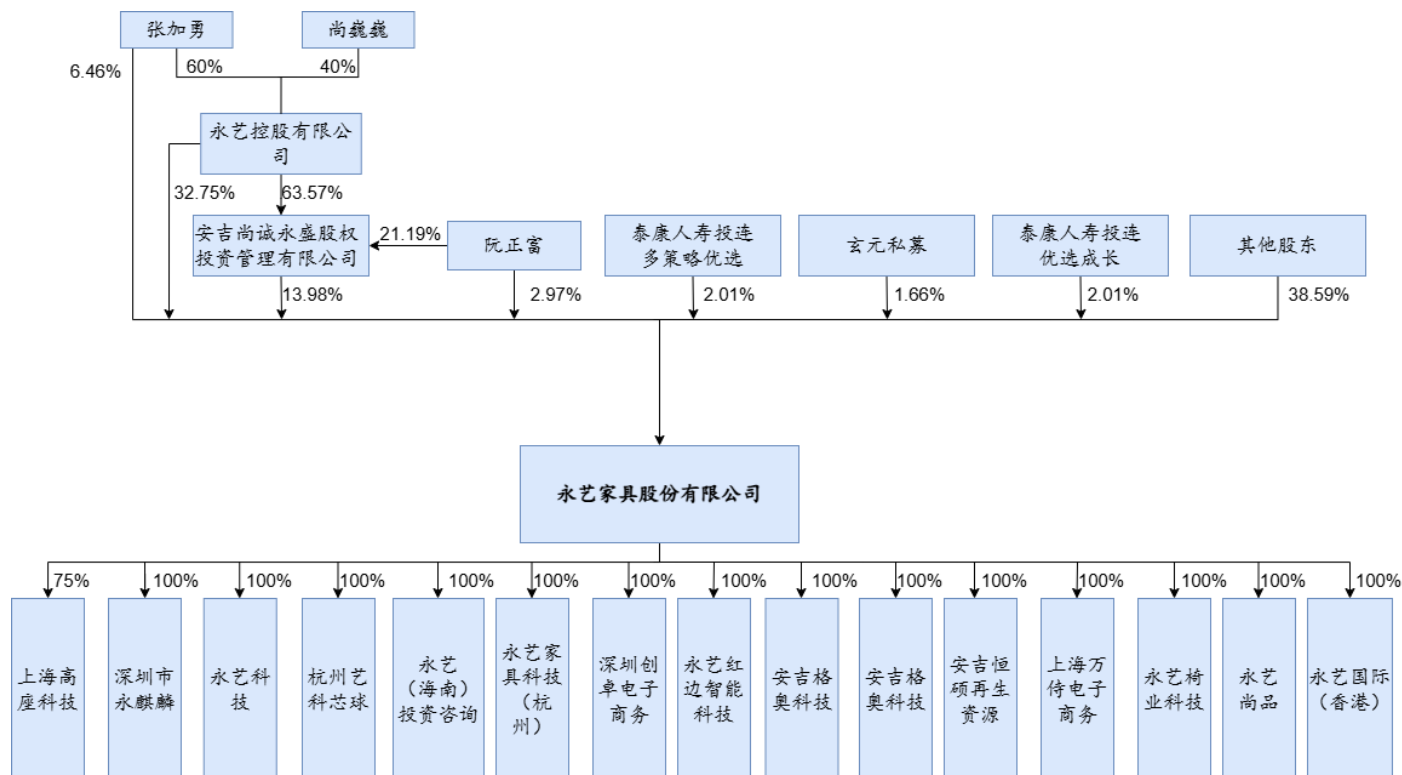 张加勇
尚巍巍
6.46%
60%
40%
永艺控股有限公
司
32.75%
63.57%
安吉尚诚永盛股权
投资管理有限公司
21.19%
阮正富
泰康人寿投连
多策略优选
玄元私募
泰康人寿投连
优选成长
其他股东
13.98%
2.97%
2.01%
1.66%
2.01%
38.59%
永艺家具股份有限公司
75%
100%
100%
100%
100%
100%
100%
100%
100%
100%
100%
100%
100%
100%
100%
上海高
座科技
深圳市
永麒麟
永艺科
技
杭州艺
科芯球
永艺
（海南）
投资咨询
永艺家
具科技
（杭
州）
深圳创
卓电子
商务
永艺红
边智能
科技
安吉格
奥科技
安吉格
奥科技
安吉恒
硕再生
资源
上海万
待电子
商务
永艺椅
业科技
永艺
尚品
永艺国际
（香港）